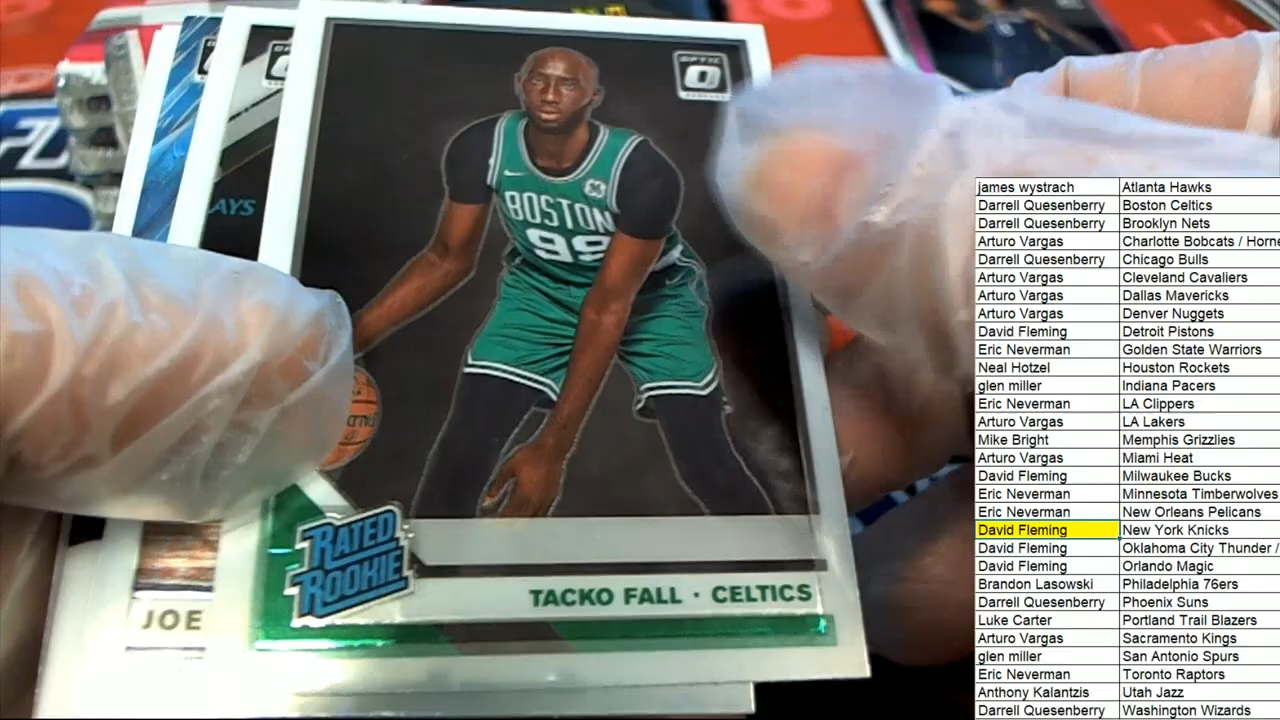 OPTIC
AYS
BOSTON
99
RATED
ROOKIE
TACKO FALL · CELTICS
JOE
james wystrach Atlanta Hawks
Darrell Quesenberry Boston Celtics
Darrell Quesenberry Brooklyn Nets
Arturo Vargas Charlotte Bobcats / Horne
Darrell Quesenberry Chicago Bulls
Arturo Vargas Cleveland Cavaliers
Arturo Vargas Dallas Mavericks
Arturo Vargas Denver Nuggets
David Fleming Detroit Pistons
Eric Neverman Golden State Warriors
Neal Hotzel Houston Rockets
glen miller Indiana Pacers
Eric Neverman LA Clippers
Arturo Vargas LA Lakers
Mike Bright Memphis Grizzlies
Arturo Vargas Miami Heat
David Fleming Milwaukee Bucks
Eric Neverman Minnesota Timberwolves
Eric Neverman New Orleans Pelicans
David Fleming New York Knicks
David Fleming Oklahoma City Thunder /
David Fleming Orlando Magic
Brandon Lasowski Philadelphia 76ers
Darrell Quesenberry Phoenix Suns
Luke Carter Portland Trail Blazers
Arturo Vargas Sacramento Kings
glen miller San Antonio Spurs
Eric Neverman Toronto Raptors
Anthony Kalantzis Utah Jazz
Darrell Quesenberry Washington Wizards